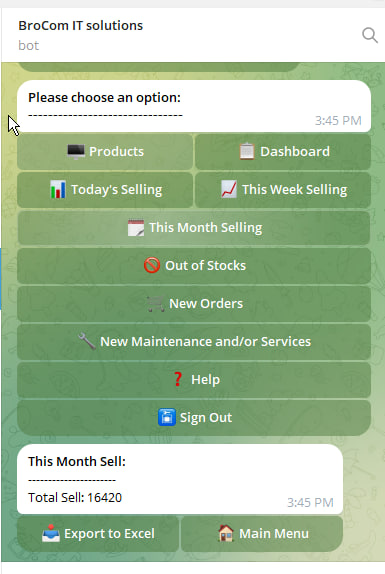 BroCom IT solutions
bot
Please choose an option:
-------------------------------
3:45 PM
Products
Dashboard
Today's Selling
This Week Selling
This Month Selling
Out of Stocks
New Orders
New Maintenance and/or Services
Help
Sign Out
This Month Sell:
----------------------
Total Sell: 16420
3:45 PM
Export to Excel
Main Menu